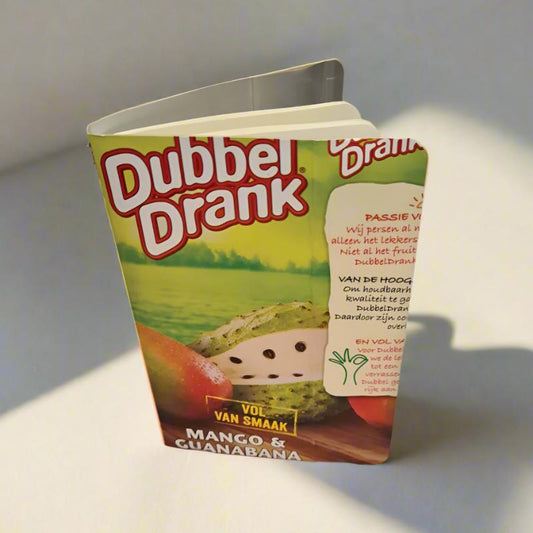 Dubbel
Drank®
VOL
VAN SMAAK
MANGO &
GUANABANA
Dubbel
Drank
PASSIE
Wij persen al
alleen het lekkers
Niet al het fruit
DubbelDrank
VAN DE HOOG
Om houdbaarh
kwaliteit te ga
DubbelDran
Daardoor zijn co
over
EN VOL VA
Voor Dubbe
we de le
tot een
verrasse
Dubbel ge
rijk aan